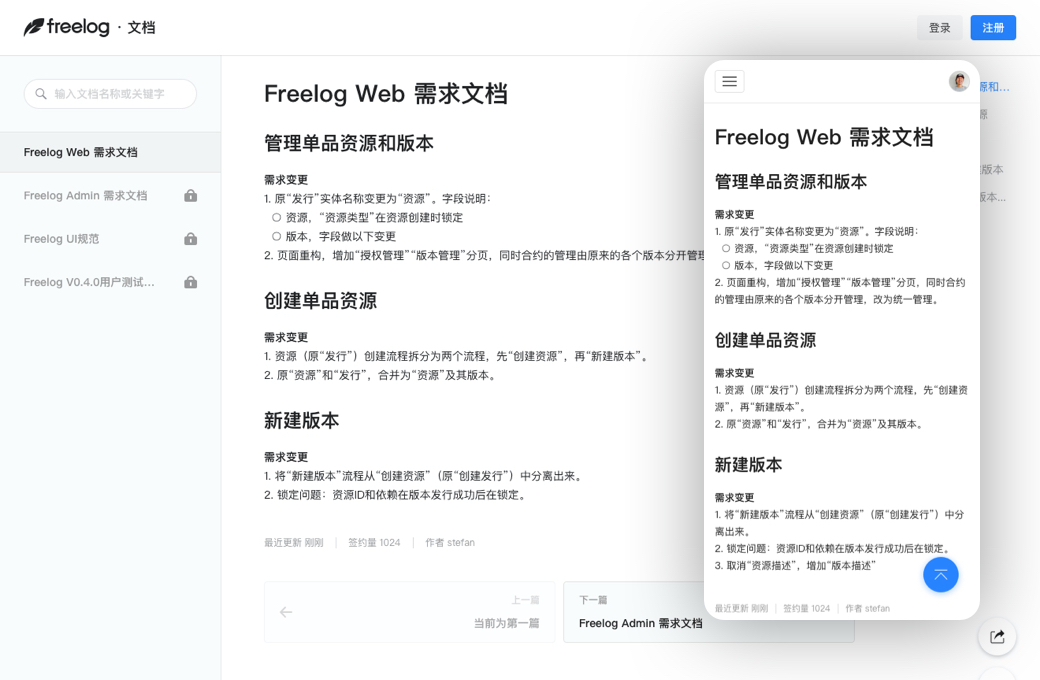 freelog · 文档
登录
注册
输入文档名称或关键字
Freelog Web 需求文档
Freelog Admin 需求文档
Freelog UI规范
Freelog V0.4.0用户测试...
Freelog Web 需求文档
管理单品资源和版本
需求变更
1. 原“发行”实体名称变更为“资源”。字段说明：
○ 资源，“资源类型”在资源创建时锁定
○ 版本，字段做以下变更
2. 页面重构，增加“授权管理”“版本管理”分页，同时合约的管理由原来的各个版本分开管理
创建单品资源
需求变更
1. 资源（原“发行”）创建流程拆分为两个流程，先“创建资源”，再“新建版本”。
2. 原“资源”和“发行”，合并为“资源”及其版本。
新建版本
需求变更
1. 将“新建版本”流程从“创建资源”（原“创建发行”）中分离出来。
2. 锁定问题：资源ID和依赖在版本发行成功后在锁定。
最近更新 刚刚 | 签约量 1024 | 作者 stefan
上一篇
当前为第一篇
下一篇
Freelog Admin 需求文档
Freelog Web 需求文档
管理单品资源和版本
需求变更
1. 原“发行”实体名称变更为“资源”。字段说明：
○ 资源，“资源类型”在资源创建时锁定
○ 版本，字段做以下变更
2. 页面重构，增加“授权管理”“版本管理”分页，同时合约
的管理由原来的各个版本分开管理，改为统一管理。
创建单品资源
需求变更
1. 资源（原“发行”）创建流程拆分为两个流程，先“创建资
源”，再“新建版本”。
2. 原“资源”和“发行”，合并为“资源”及其版本。
新建版本
需求变更
1. 将“新建版本”流程从“创建资源”（原“创建发行”）中分
离出来。
2. 锁定问题：资源ID和依赖在版本发行成功后在锁定。
3. 取消“资源描述”，增加“版本描述”
最近更新 刚刚 | 签约量 1024 | 作者 stefan
源和...
源
版本
版本...